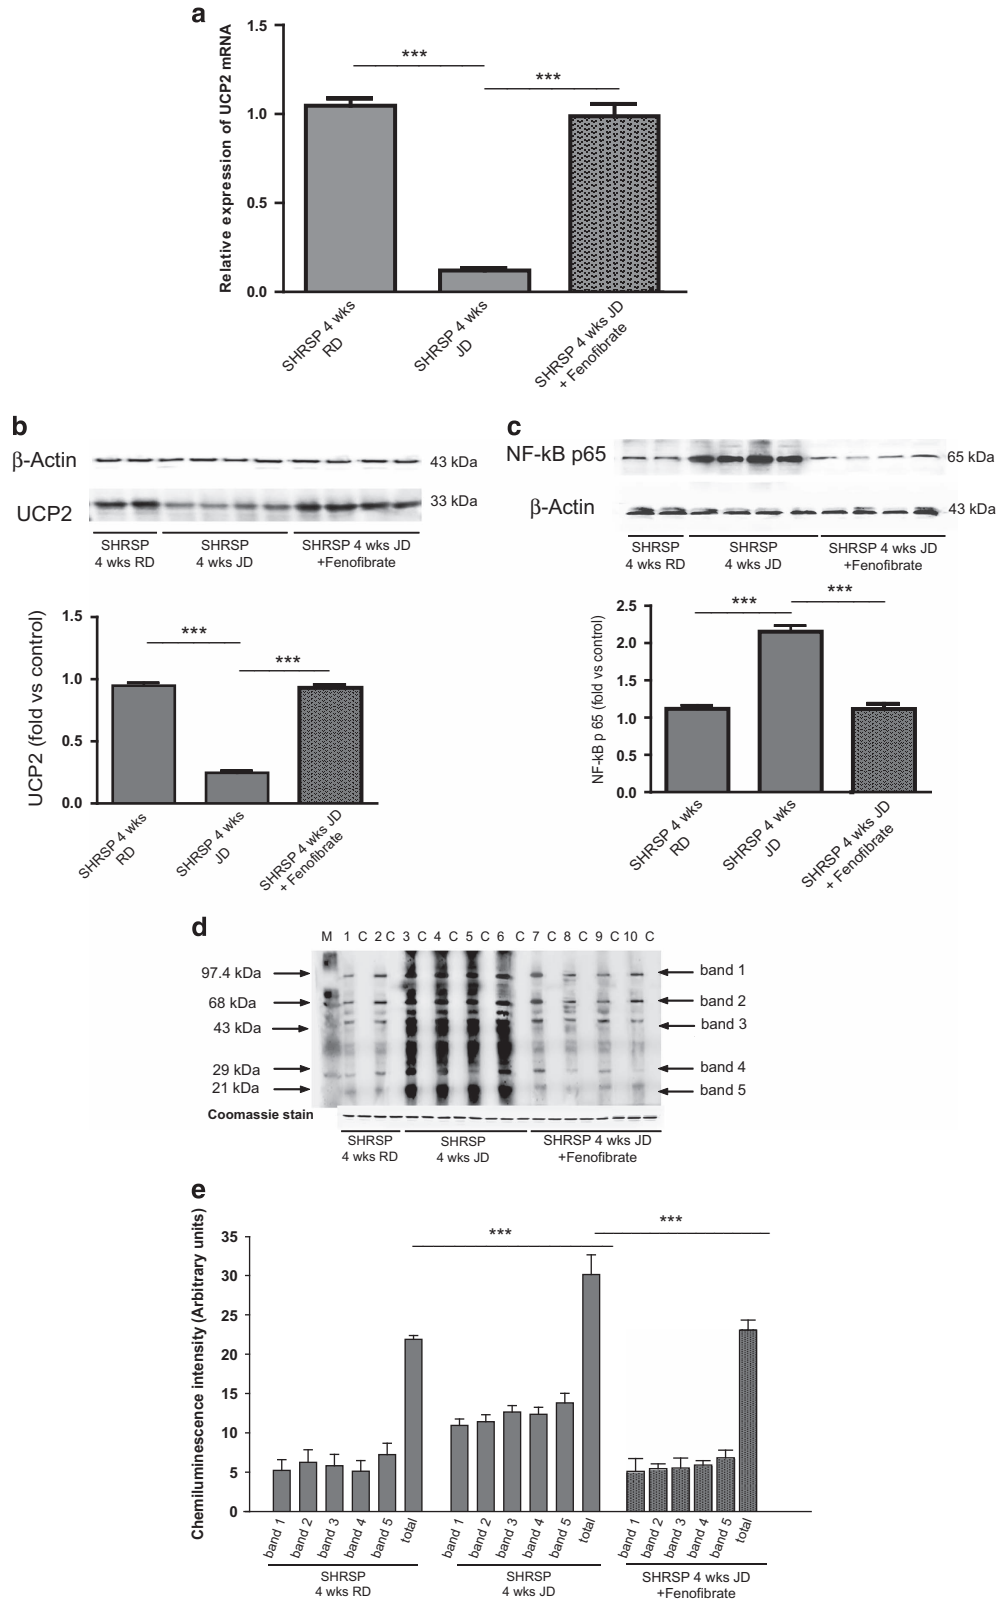 a
Relative expression of UCP2 mRNA
1.5
1.0
0.5
0.0
***
***
SHRSP 4 wks
RD
SHRSP 4 wks
JD
SHRSP 4 wks JD
+ Fenofibrate
b
β-Actin
43 kDa
UCP2
33 kDa
SHRSP
4 wks RD
SHRSP
4 wks JD
SHRSP 4 wks JD
+Fenofibrate
UCP2 (fold vs control)
1.5
1.0
0.5
0.0
***
***
SHRSP 4 wks
RD
SHRSP 4 wks
JD
SHRSP 4 wks JD
+ Fenofibrate
c
NF-kB p65
65 kDa
β-Actin
43 kDa
SHRSP
4 wks RD
SHRSP
4 wks JD
SHRSP 4 wks JD
+Fenofibrate
NF-kB p 65 (fold vs control)
2.5
2.0
1.5
1.0
0.5
0.0
***
***
SHRSP 4 wks
RD
SHRSP 4 wks
JD
SHRSP 4 wks JD
+ Fenofibrate
d
M 1 C 2 C 3 C 4 C 5 C 6 C 7 C 8 C 9 C 10 C
97.4 kDa
68 kDa
43 kDa
29 kDa
21 kDa
band 1
band 2
band 3
band 4
band 5
Coomassie stain
SHRSP
4 wks RD
SHRSP
4 wks JD
SHRSP 4 wks JD
+Fenofibrate
e
Chemiluminescence intensity (Arbitrary units)
35
30
25
20
15
10
5
0
***
***
band 1
band 2
band 3
band 4
band 5
total
band 1
band 2
band 3
band 4
band 5
total
band 1
band 2
band 3
band 4
band 5
total
SHRSP
4 wks RD
SHRSP
4 wks JD
SHRSP 4 wks JD
+Fenofibrate